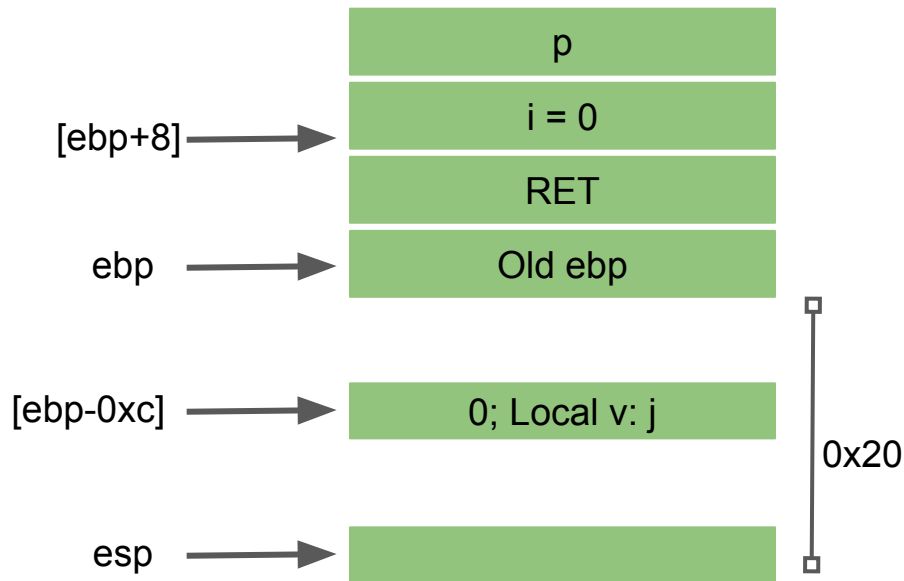 p
[ebp+8]
i = 0
RET
ebp
Old ebp
[ebp-0xc]
0; Local v: j
0x20
esp